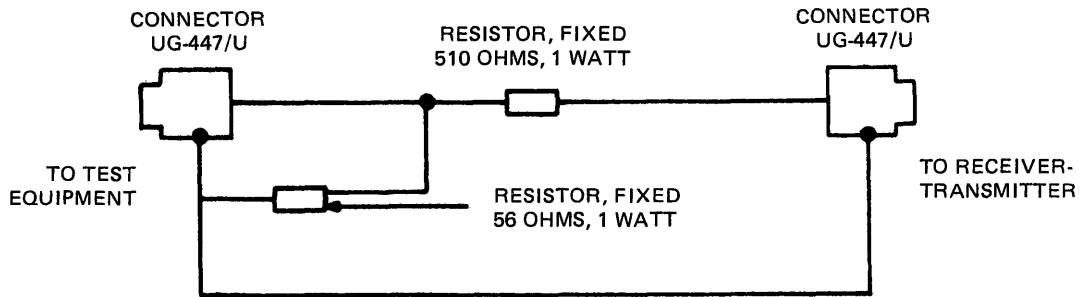 CONNECTOR
UG-447/U
RESISTOR, FIXED
510 OHMS, 1 WATT
CONNECTOR
UG-447/U
TO TEST
EQUIPMENT
RESISTOR, FIXED
56 OHMS, 1 WATT
TO RECEIVER-
TRANSMITTER